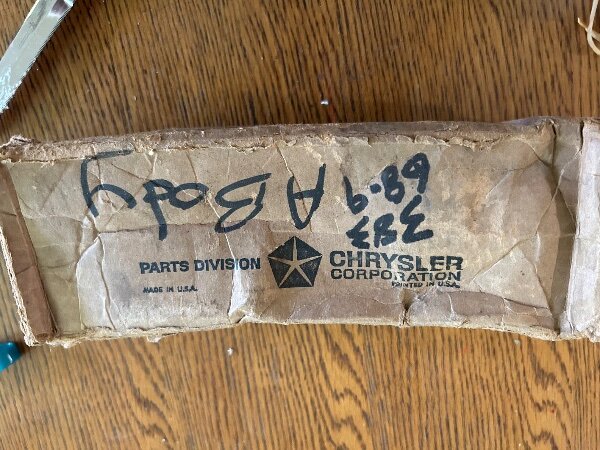 383
68-9
A Body
PARTS DIVISION
MADE IN U.S.A.
CHRYSLER
CORPORATION
PRINTED IN U.S.A.